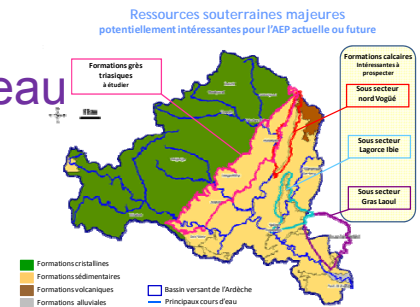 Ressources souterraines majeures
potentiellement intéressantes pour l'AEP actuelle ou future
eau
Formations grès
triasiques
à étudier
Formations calcaires
Intéressantes à
prospecter
Sous secteur
nord Vogüé
Sous secteur
Lagorce Ibie
Sous secteur
Gras Laoul
Formations cristallines
Formations sédimentaires
Formations volcaniques
Formations alluviales
Bassin versant de l'Ardèche
Principaux cours d'eau